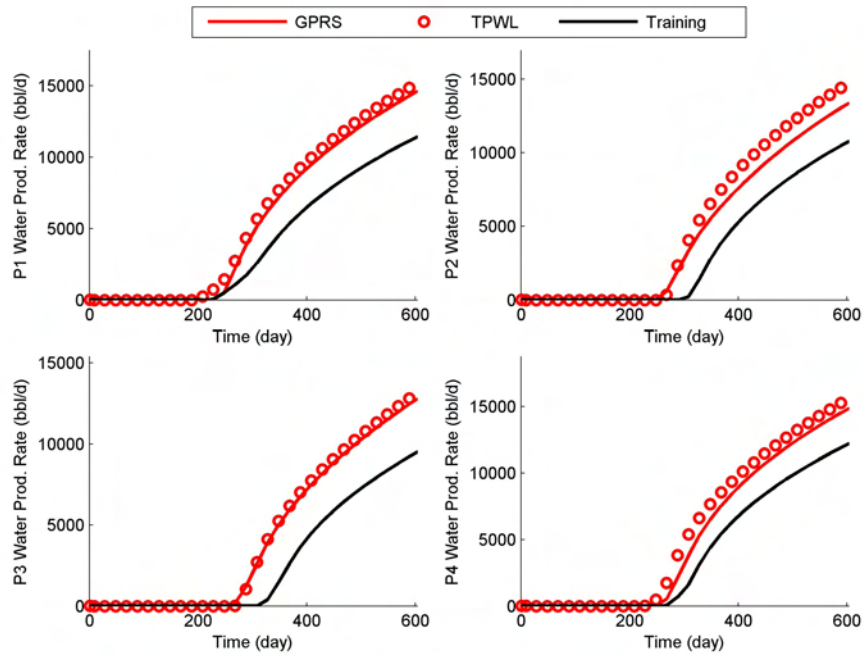 GPRS TPWL Training
P1 Water Prod. Rate (bbl/d)
15000
10000
5000
0
0 200 400 600
Time (day)
P2 Water Prod. Rate (bbl/d)
15000
10000
5000
0
0 200 400 600
Time (day)
P3 Water Prod. Rate (bbl/d)
15000
10000
5000
0
0 200 400 600
Time (day)
P4 Water Prod. Rate (bbl/d)
15000
10000
5000
0
0 200 400 600
Time (day)